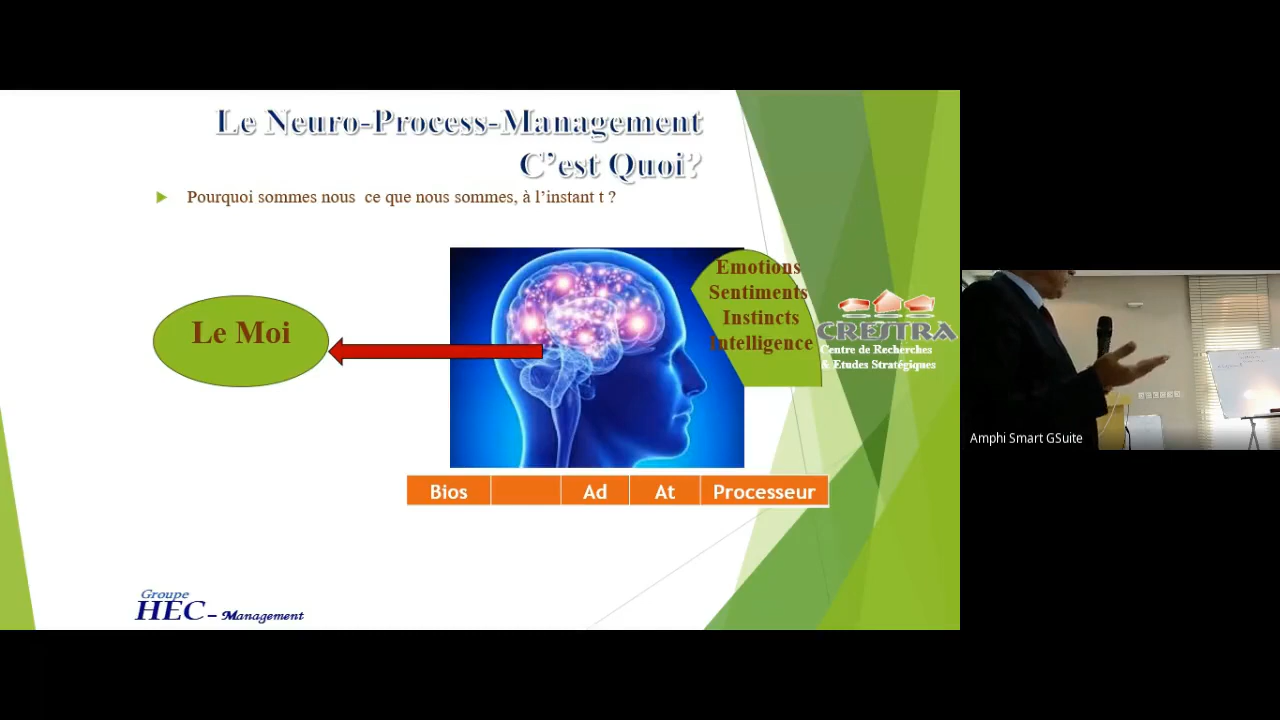 Le Neuro-Process-Management
C’est Quoi?
Pourquoi sommes nous ce que nous sommes, à l’instant t ?
Emotions
Sentiments
Instincts
Intelligence
Le Moi
CRESTRA
Centre de Recherches
& Etudes Stratégiques
Amphi Smart GSuite
Bios Ad At Processeur
Groupe
HEC – Management